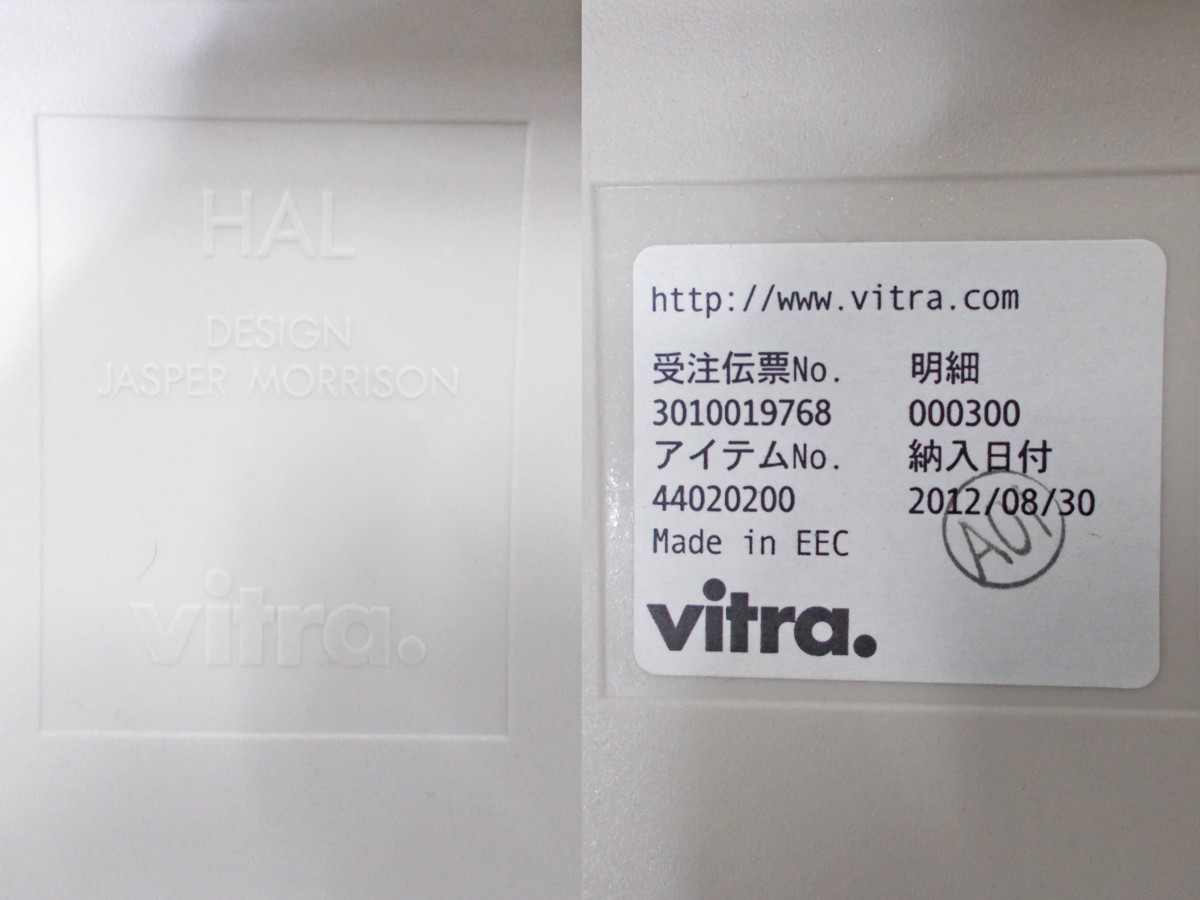 HAL
DESIGN
JASPER MORRISON
vitra.
http://www.vitra.com
受注伝票No. 明細
3010019768 000300
アイテムNo. 納入日付
44020200 2012/08/30
Made in EEC
vitra.